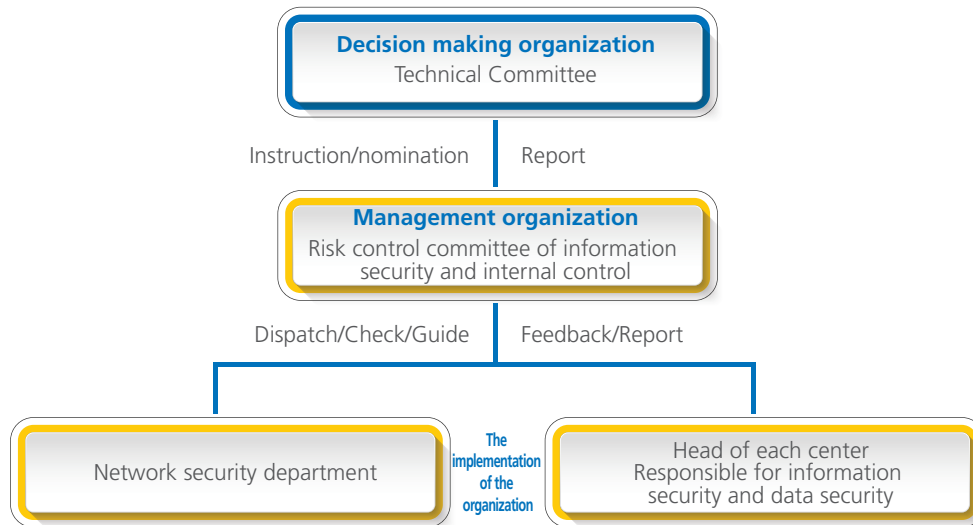 Decision making organization
Technical Committee
Instruction/nomination
Report
Management organization
Risk control committee of information
security and internal control
Dispatch/Check/Guide
Feedback/Report
Network security department
The
implementation
of the
organization
Head of each center
Responsible for information
security and data security